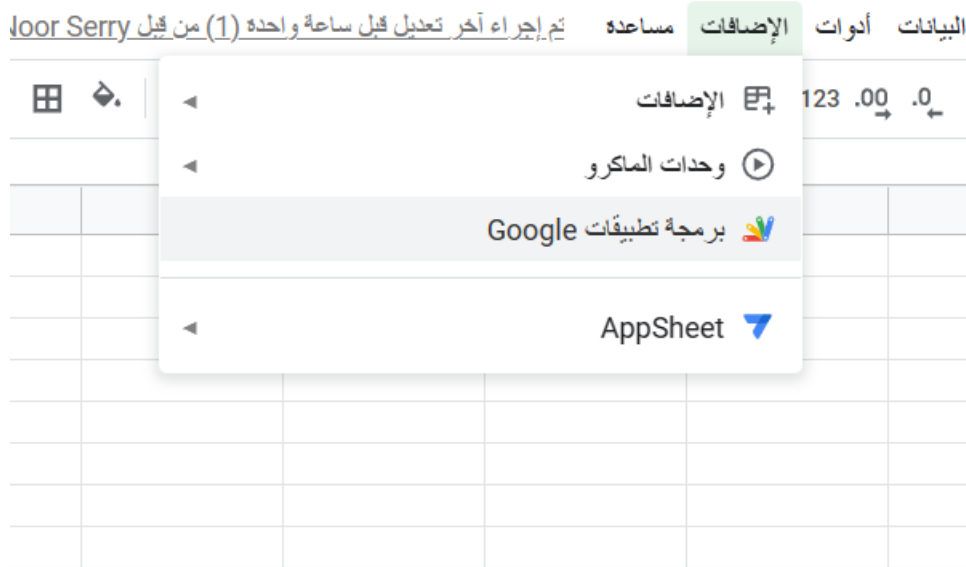 البيانات أدوات الإضافات مساعدة تم إجراء آخر تعديل قبل ساعة واحدة (1) من قبل Noor Serry
.0 .00 123
الإضافات
وحدات الماكرو
برمجة تطبيقات Google
AppSheet